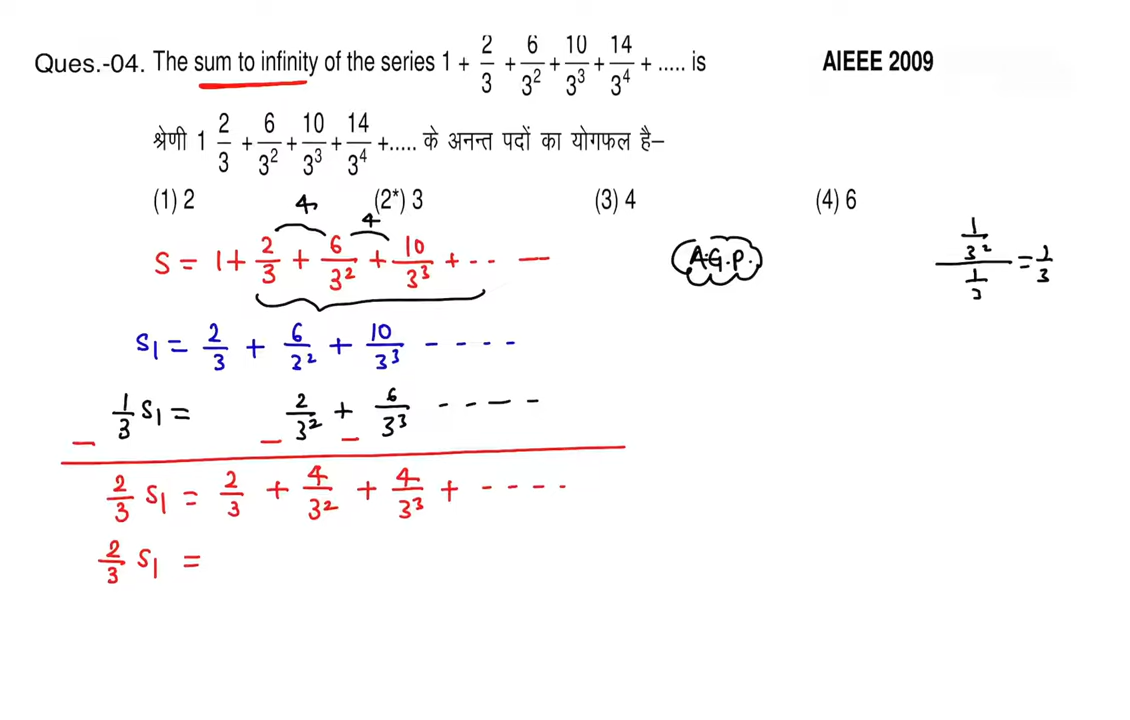 Ques.-04. The sum to infinity of the series 1 + 2/3 + 6/3² + 10/3³ + 14/3⁴ + ..... is AIEEE 2009
श्रेणी 1 2/3 + 6/3² + 10/3³ + 14/3⁴ +..... के अनन्त पदों का योगफल है–
(1) 2 (2*) 3 (3) 4 (4) 6
4 4
S = 1 + 2/3 + 6/3² + 10/3³ + -- — A.G.P. (1/3²)/(1/3) = 1/3
S₁ = 2/3 + 6/3² + 10/3³ - - - -
1/3 S₁ = 2/3² + 6/3³ - - - -
– – –
2/3 S₁ = 2/3 + 4/3² + 4/3³ + - - - -
2/3 S₁ =